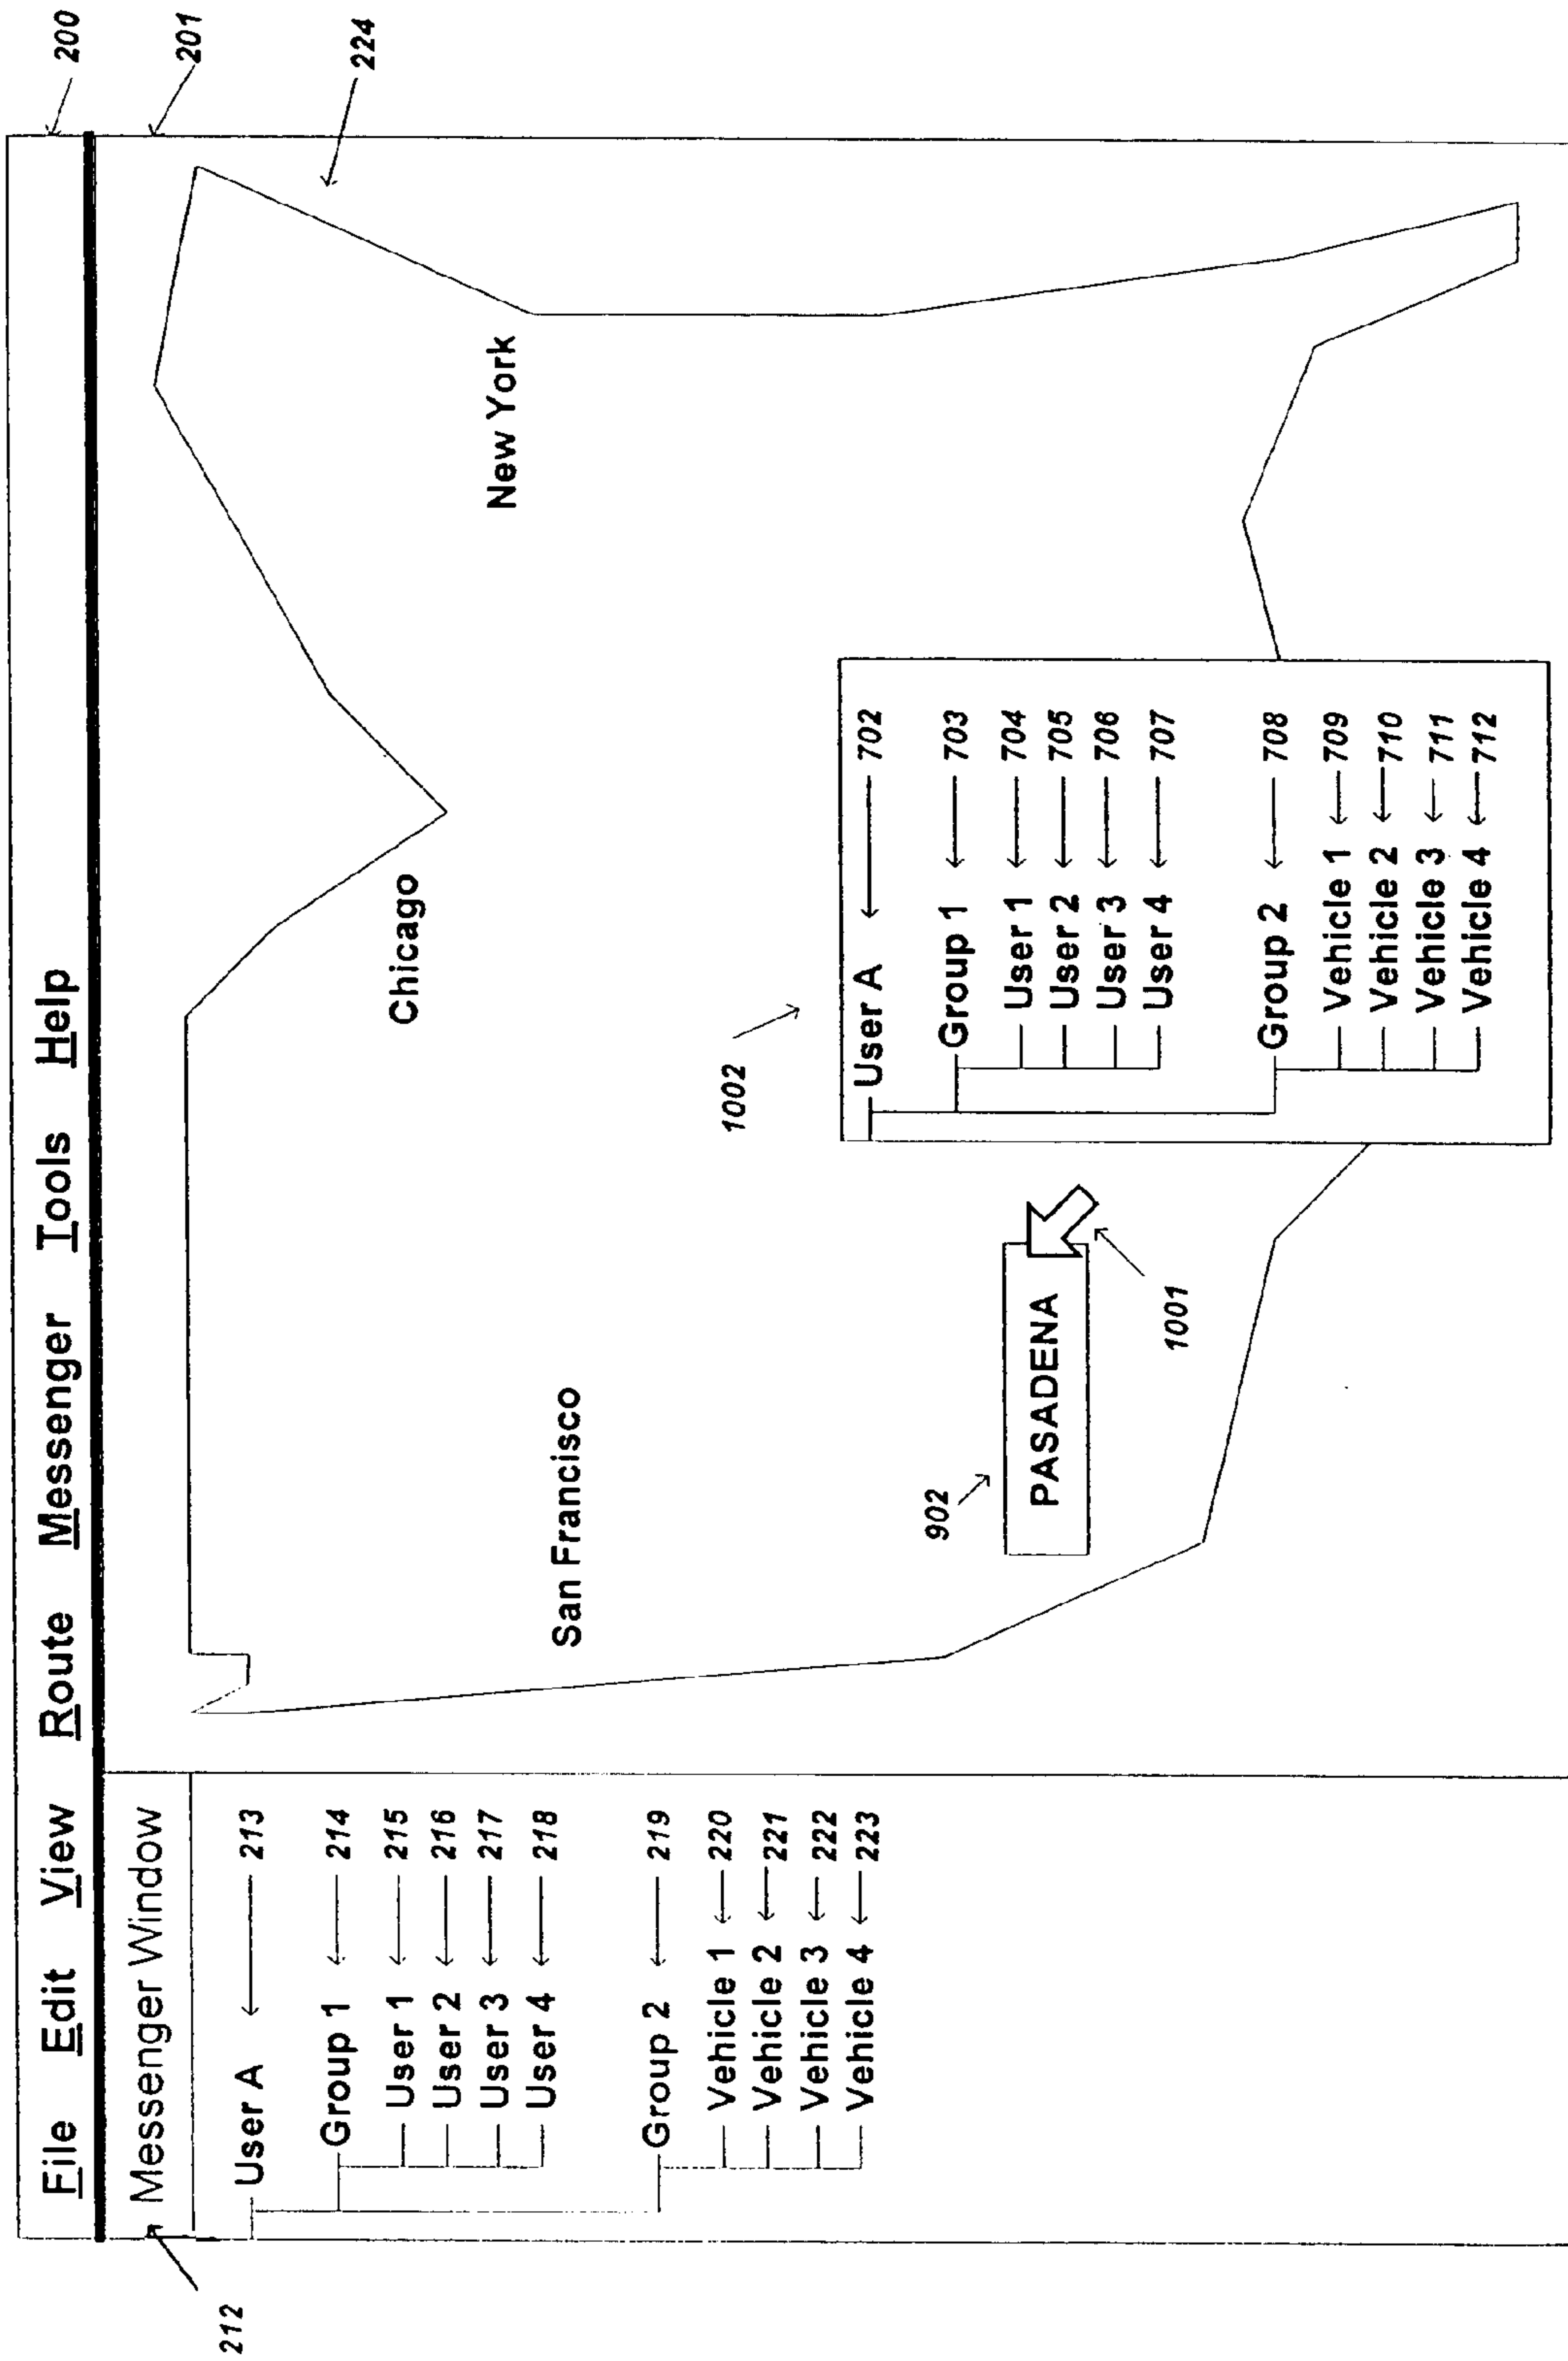 200
File Edit View Route Messenger Tools Help
201
212
Messenger Window
User A 213
Group 1 214
User 1 215
User 2 216
User 3 217
User 4 218
Group 2 219
Vehicle 1 220
Vehicle 2 221
Vehicle 3 222
Vehicle 4 223
224
Chicago
New York
San Francisco
902
PASADENA
1001
1002
User A 702
Group 1 703
User 1 704
User 2 705
User 3 706
User 4 707
Group 2 708
Vehicle 1 709
Vehicle 2 710
Vehicle 3 711
Vehicle 4 712